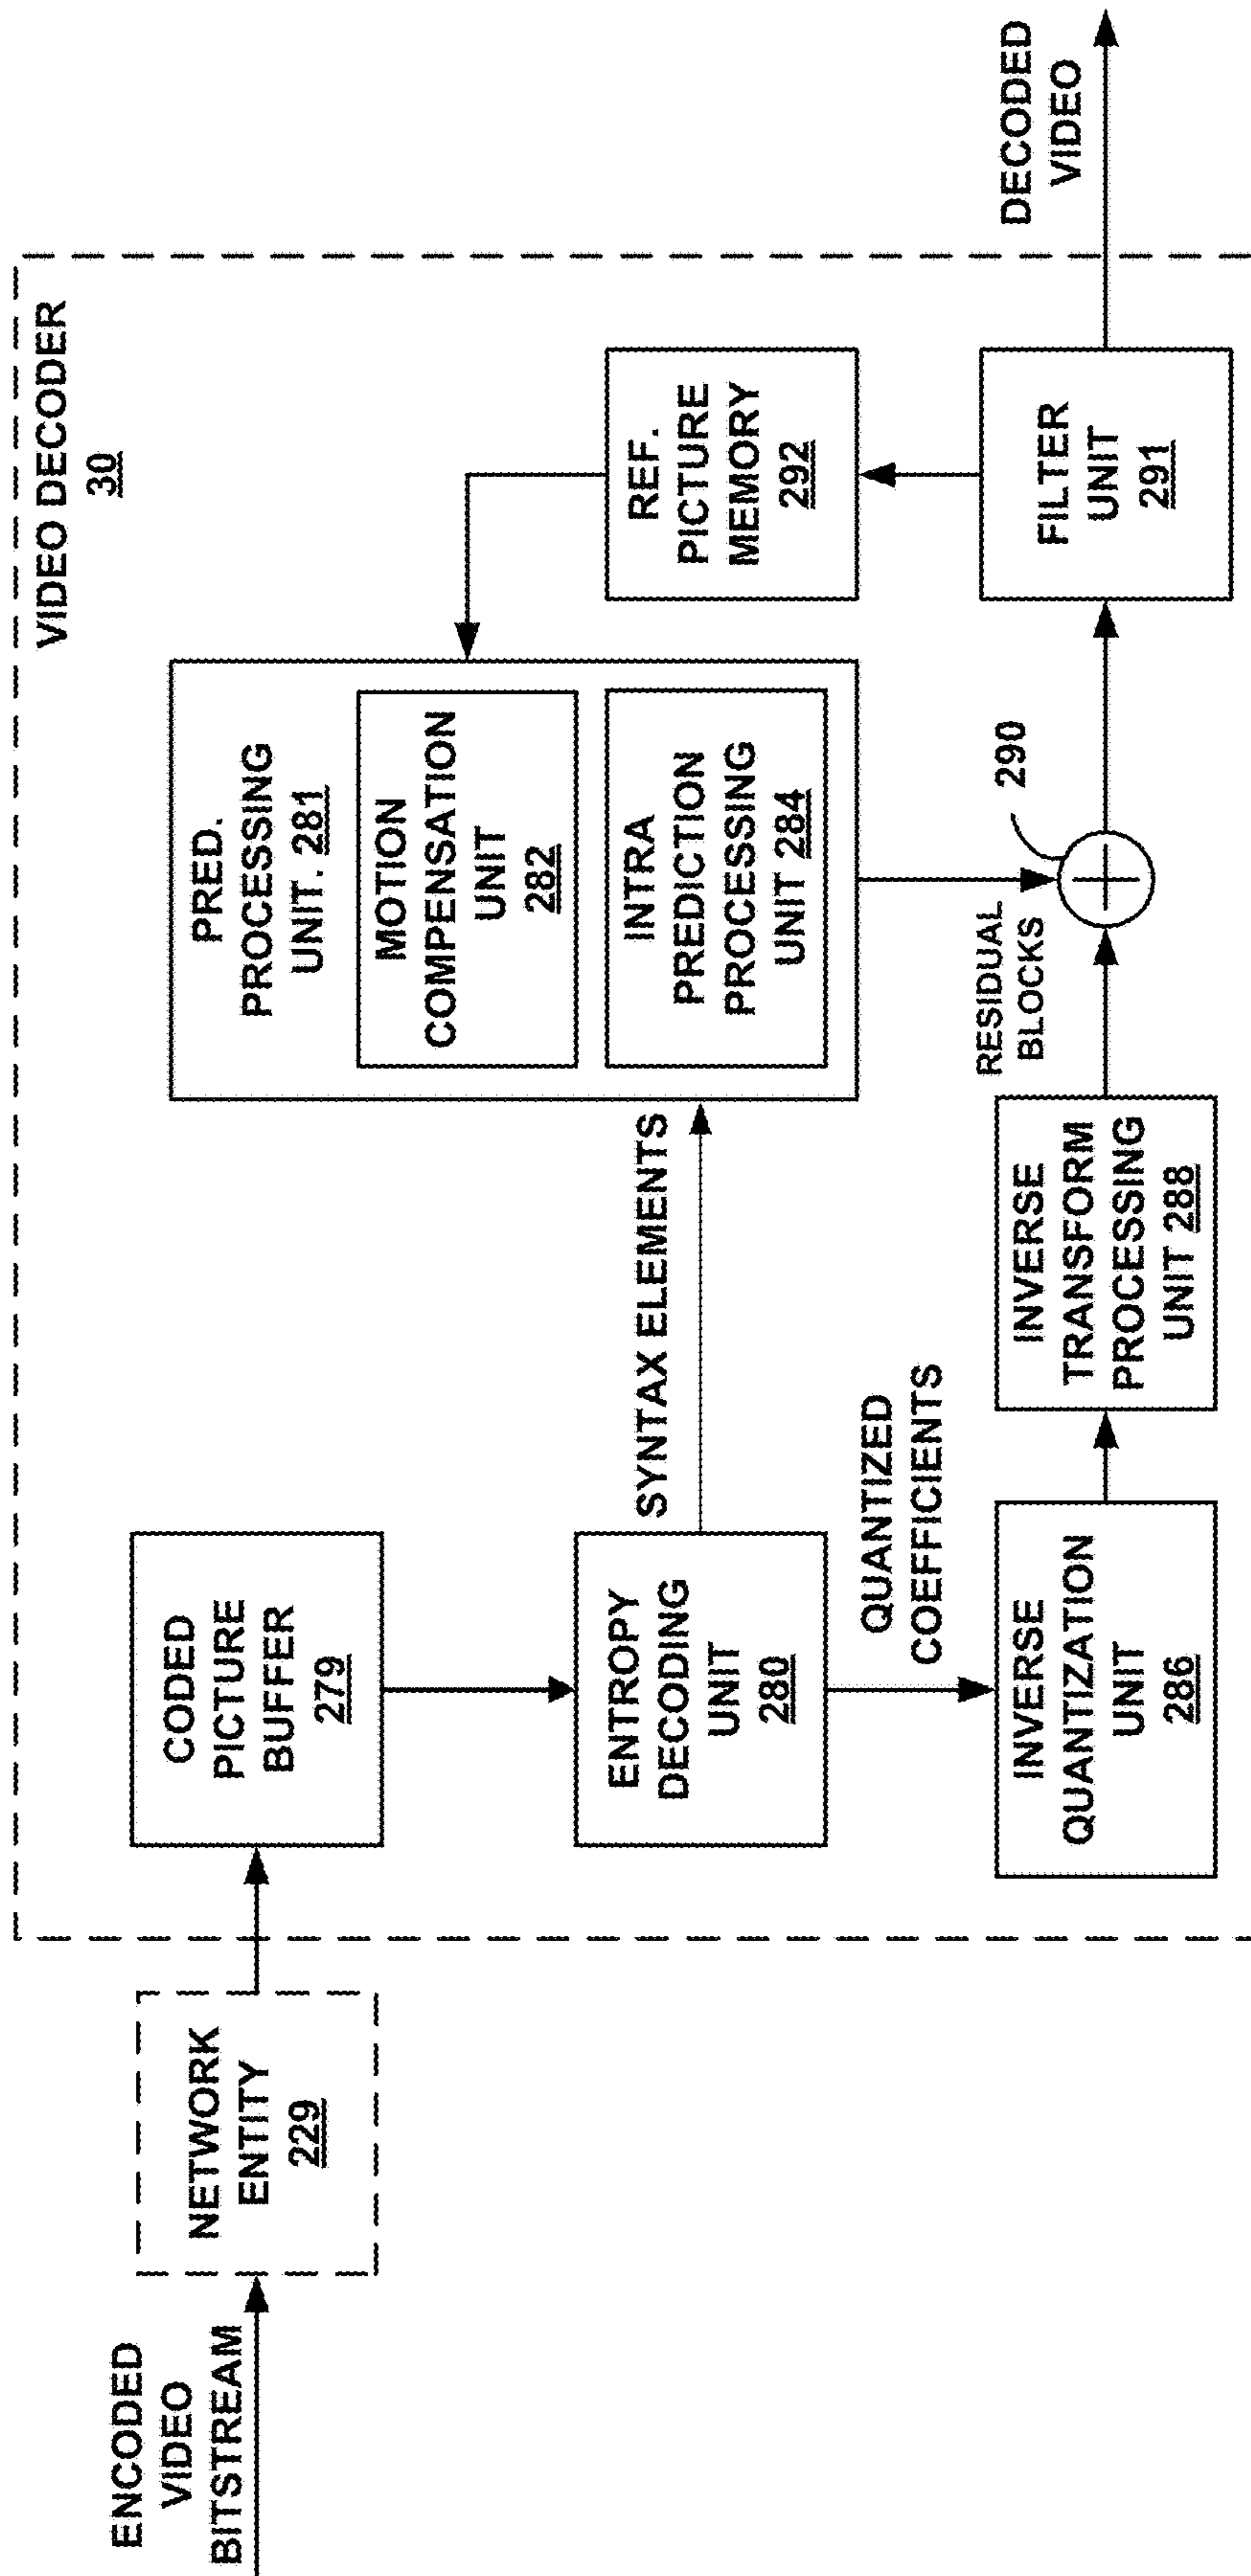 ENCODED
VIDEO
BITSTREAM
NETWORK
ENTITY
229
VIDEO DECODER
30
CODED
PICTURE
BUFFER
279
ENTROPY
DECODING
UNIT
280
SYNTAX ELEMENTS
QUANTIZED
COEFFICIENTS
INVERSE
QUANTIZATION
UNIT
286
INVERSE
TRANSFORM
PROCESSING
UNIT 288
RESIDUAL
BLOCKS
290
PRED.
PROCESSING
UNIT. 281
MOTION
COMPENSATION
UNIT
282
INTRA
PREDICTION
PROCESSING
UNIT 284
REF.
PICTURE
MEMORY
292
FILTER
UNIT
291
DECODED
VIDEO